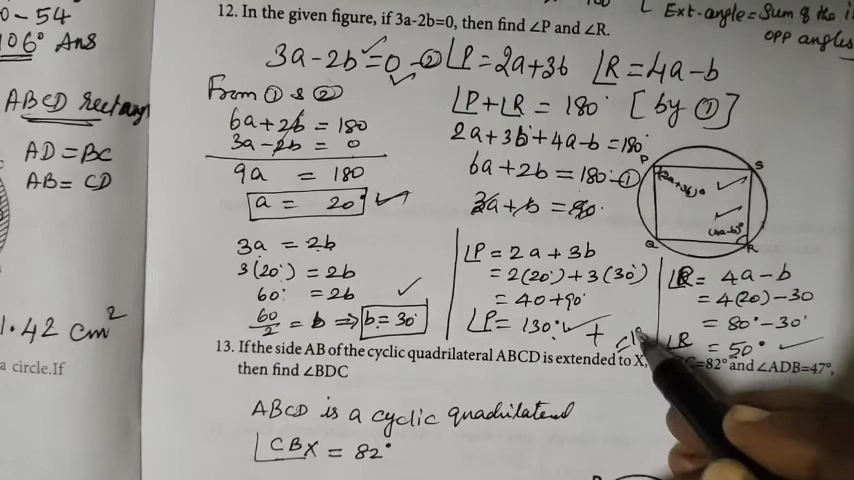 0-54
106° Ans
ABCD rectang
AD = BC
AB = CD
1.42 cm²
a circle.If
Ext-angle = Sum of the i
opp angles
12. In the given figure, if 3a-2b=0, then find ∠P and ∠R.
3a-2b=0-② ∠P=2a+3b ∠R=4a-b
From ① & ②
6a+2b = 180
3a-2b = 0
9a = 180
a = 20°
3a = 2b
3(20°) = 2b
60° = 2b
60/2 = b ⇒ b = 30°
∠P+∠R = 180° [by ①]
2a+3b+4a-b=180°
6a+2b = 180°-①
P
S
(2a+3b)°
(4a-b)°
Q
R
∠P = 2a+3b
= 2(20°)+3(30°)
= 40+90°
∠P = 130° +
= 4a-b
= 4(20)-30
= 80°-30°
∠R = 50°
13. If the side AB of the cyclic quadrilateral ABCD is extended to X, C=82° and ∠ADB=47°,
then find ∠BDC
ABCD is a cyclic quadrilateral
∠CBX = 82°